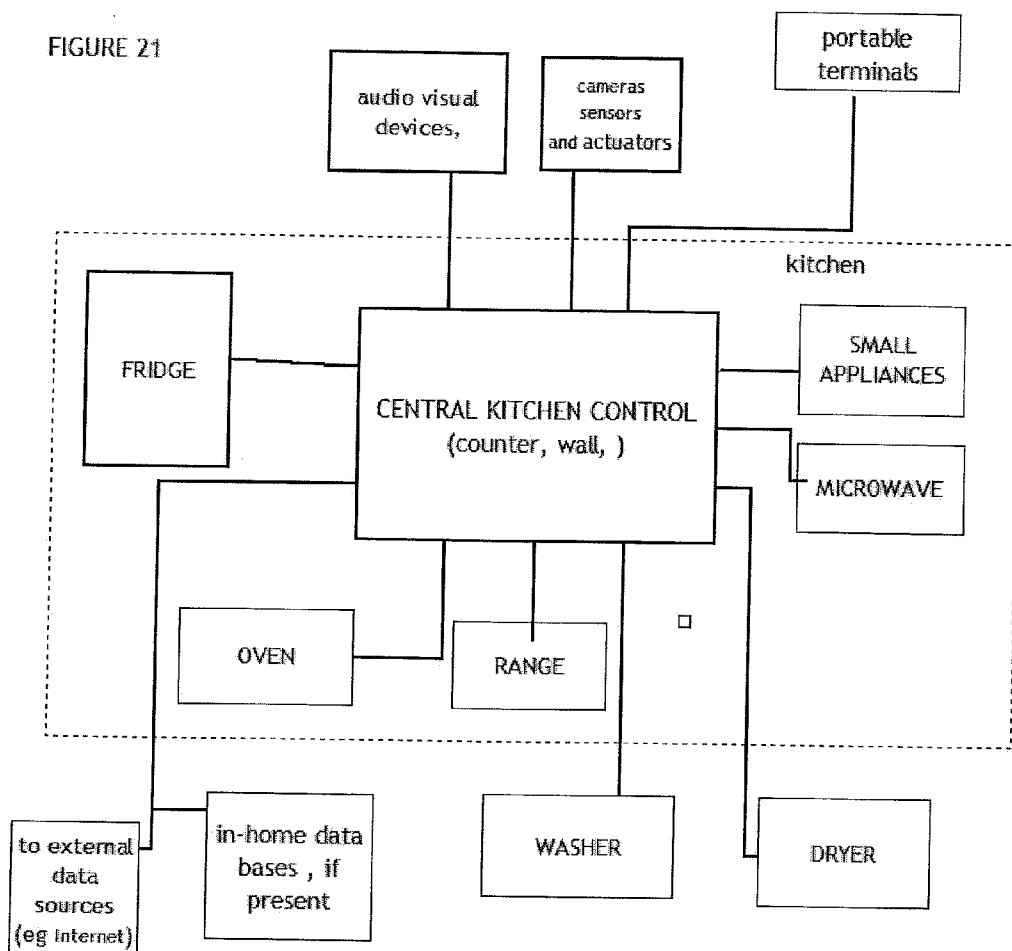 FIGURE 21
portable
terminals
audio visual
devices,
cameras
sensors
and actuators
kitchen
FRIDGE
CENTRAL KITCHEN CONTROL
(counter, wall, )
SMALL
APPLIANCES
MICROWAVE
OVEN
RANGE
to external
data
sources
(eg Internet)
in-home data
bases , if
present
WASHER
DRYER